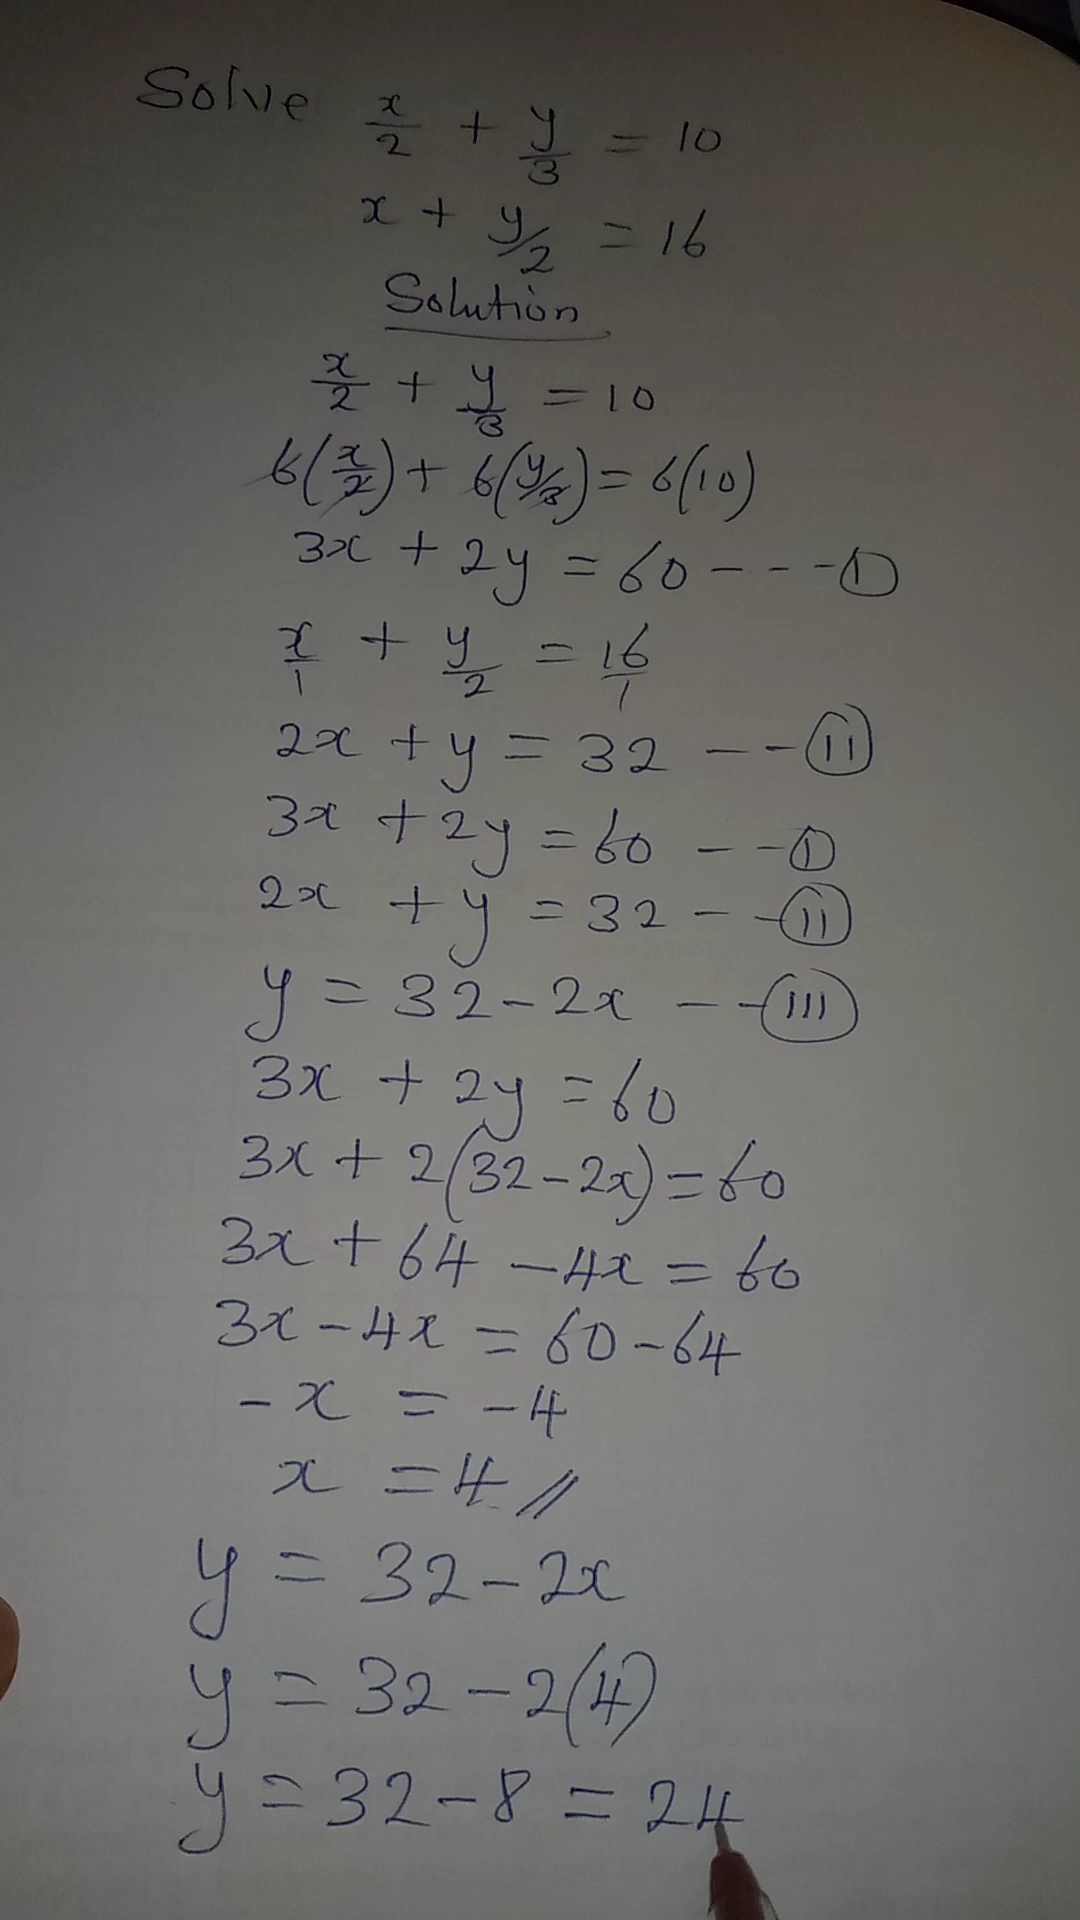 Solve x/2 + y/3 = 10
x + y/2 = 16
Solution
x/2 + y/3 = 10
6(x/2) + 6(y/3) = 6(10)
3x + 2y = 60 --- (I)
x/1 + y/2 = 16/1
2x + y = 32 -- (II)
3x + 2y = 60 -- (I)
2x + y = 32 -- (II)
y = 32 - 2x -- (III)
3x + 2y = 60
3x + 2(32 - 2x) = 60
3x + 64 - 4x = 60
3x - 4x = 60 - 64
-x = -4
x = 4 //
y = 32 - 2x
y = 32 - 2(4)
y = 32 - 8 = 24